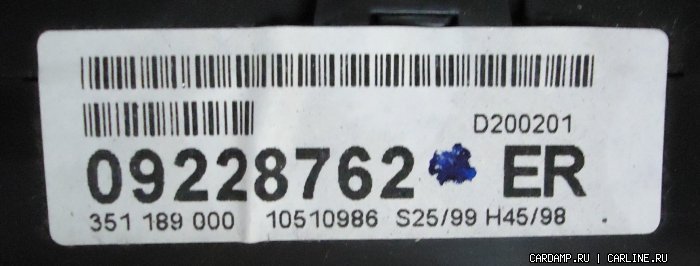 D200201
09228762 ER
351 189 000 10510986 S25/99 H45/98
CARDAMP.RU | CARLINE.RU